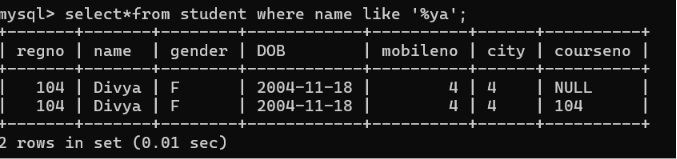 mysql> select*from student where name like '%ya';
+-------+-------+--------+------------+----------+------+----------+
| regno | name | gender | DOB | mobileno | city | courseno |
+-------+-------+--------+------------+----------+------+----------+
| 104 | Divya | F | 2004-11-18 | 4 | 4 | NULL |
| 104 | Divya | F | 2004-11-18 | 4 | 4 | 104 |
+-------+-------+--------+------------+----------+------+----------+
2 rows in set (0.01 sec)